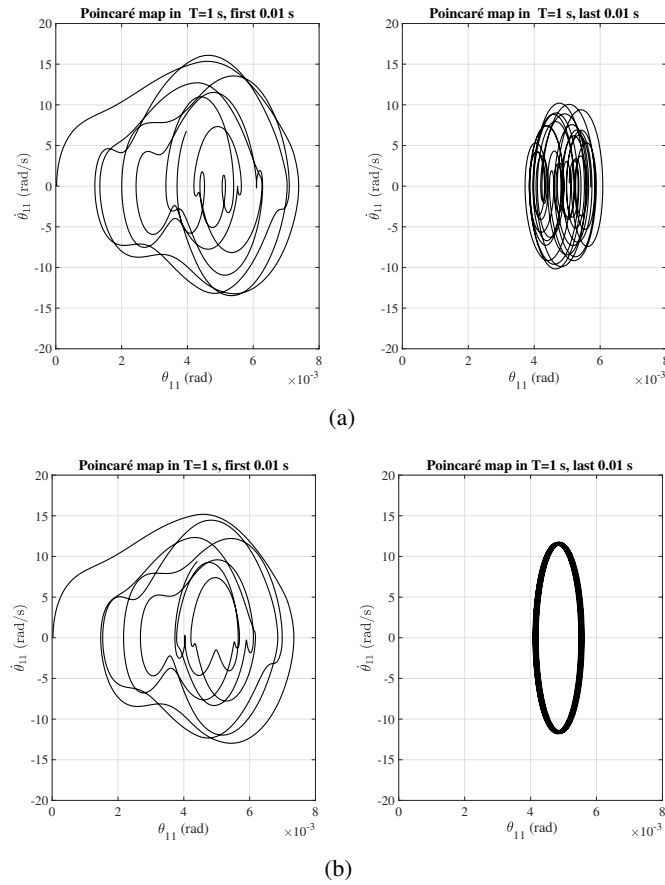 Poincaré map in T=1 s, first 0.01 s
20
15
10
5
0
-5
-10
-15
-20
θ̇11 (rad/s)
0 2 4 6 8
θ11 (rad)
×10-3
Poincaré map in T=1 s, last 0.01 s
20
15
10
5
0
-5
-10
-15
-20
θ̇11 (rad/s)
0 2 4 6 8
θ11 (rad)
×10-3
(a)
Poincaré map in T=1 s, first 0.01 s
20
15
10
5
0
-5
-10
-15
-20
θ̇11 (rad/s)
0 2 4 6 8
θ11 (rad)
×10-3
Poincaré map in T=1 s, last 0.01 s
20
15
10
5
0
-5
-10
-15
-20
θ̇11 (rad/s)
0 2 4 6 8
θ11 (rad)
×10-3
(b)